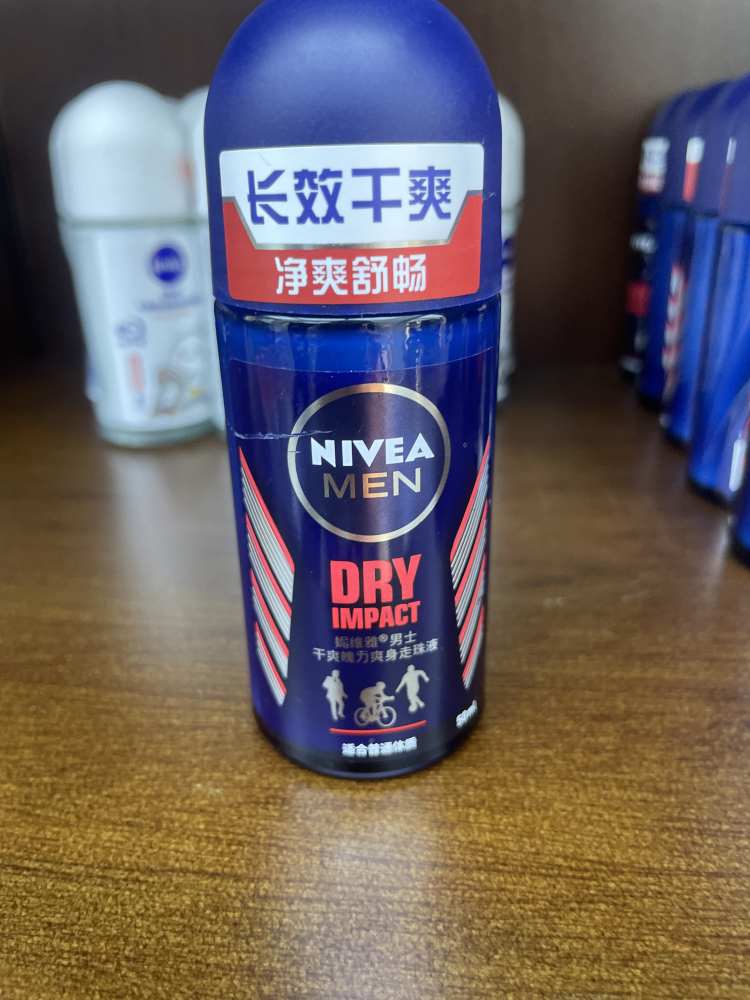 长效干爽
净爽舒畅
NIVEA
MEN
DRY
IMPACT
妮维雅®男士
干爽魄力爽身走珠液
50ml
适合普通体质